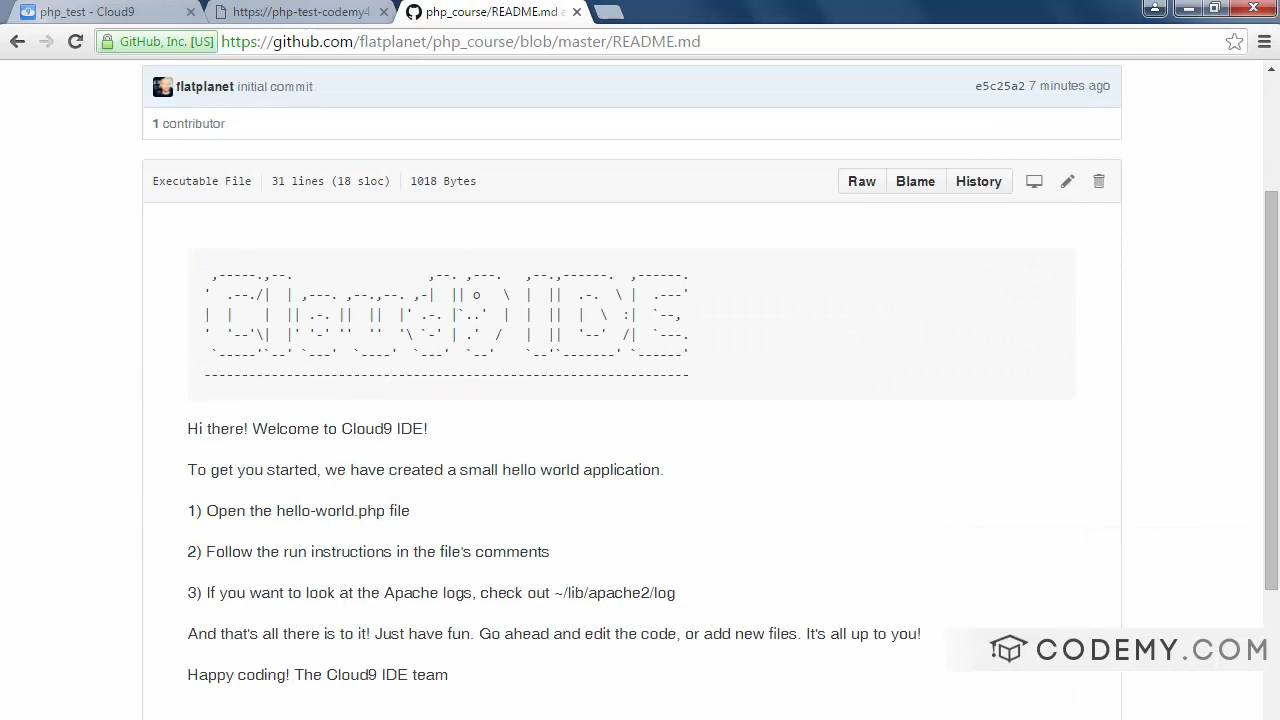 php_test - Cloud9
https://php-test-codemy4
php_course/README.md a
GitHub, Inc. [US]
https://github.com/flatplanet/php_course/blob/master/README.md
flatplanet initial commit
e5c25a2 7 minutes ago
1 contributor
Executable File 31 lines (18 sloc) 1018 Bytes
Raw Blame History
Cloud9 IDE
Hi there! Welcome to Cloud9 IDE!
To get you started, we have created a small hello world application.
1) Open the hello-world.php file
2) Follow the run instructions in the file's comments
3) If you want to look at the Apache logs, check out ~/lib/apache2/log
And that's all there is to it! Just have fun. Go ahead and edit the code, or add new files. It's all up to you!
Happy coding! The Cloud9 IDE team
CODEMY.COM